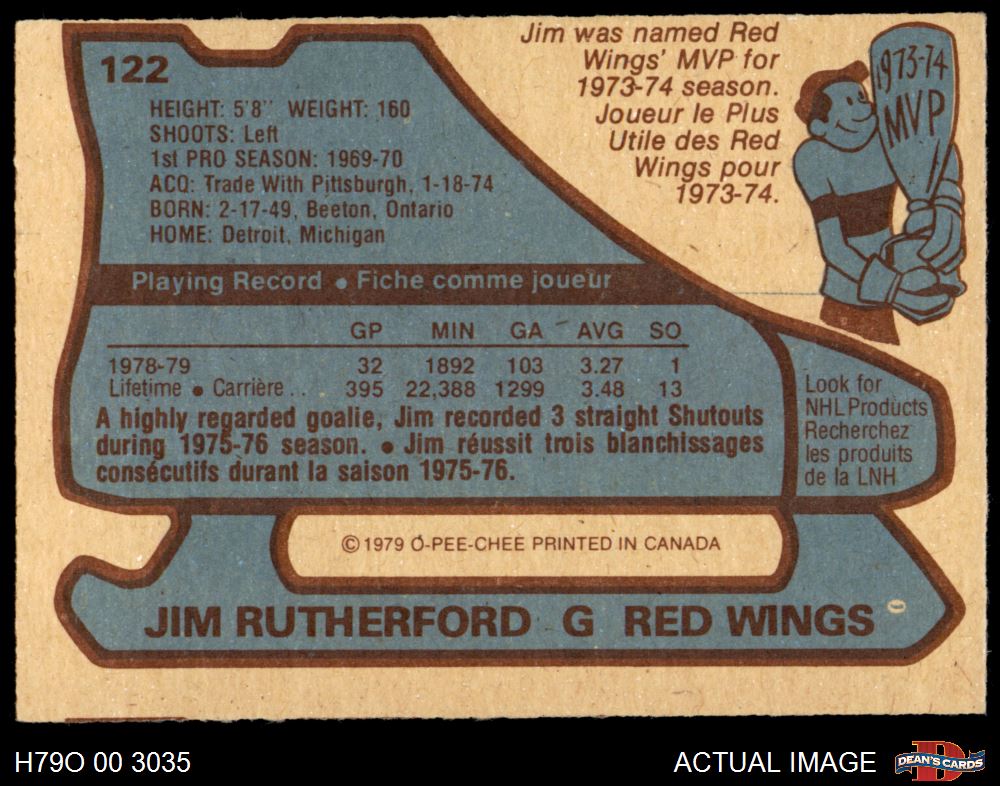 122
HEIGHT: 5'8" WEIGHT: 160
SHOOTS: Left
1st PRO SEASON: 1969-70
ACQ: Trade With Pittsburgh, 1-18-74
BORN: 2-17-49, Beeton, Ontario
HOME: Detroit, Michigan
Jim was named Red
Wings' MVP for
1973-74 season.
Joueur le Plus
Utile des Red
Wings pour
1973-74.
1973-74
MVP
Playing Record • Fiche comme joueur
GP MIN GA AVG SO
1978-79 32 1892 103 3.27 1
Lifetime • Carrière . . 395 22,388 1299 3.48 13
A highly regarded goalie, Jim recorded 3 straight Shutouts
during 1975-76 season. • Jim réussit trois blanchissages
consécutifs durant la saison 1975-76.
Look for
NHL Products
Recherchez
les produits
de la LNH
© 1979 O-PEE-CHEE PRINTED IN CANADA
JIM RUTHERFORD G RED WINGS
H79O 00 3035
ACTUAL IMAGE
DEAN'S CARDS